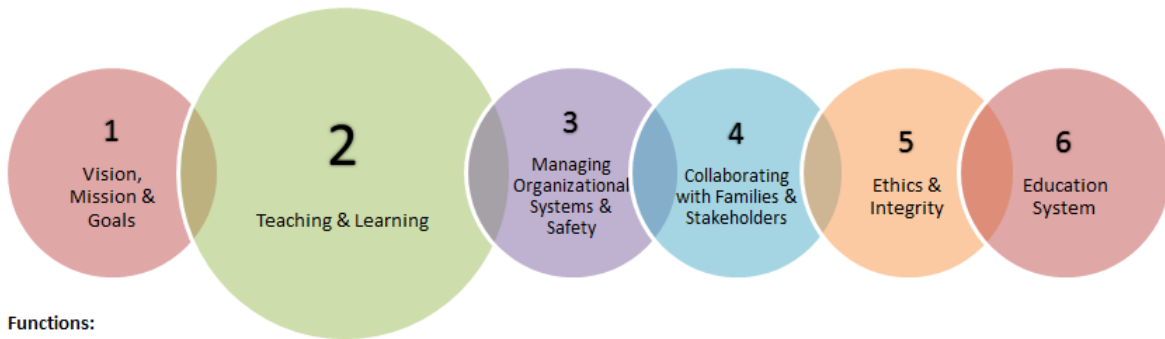 1
Vision,
Mission &
Goals
2
Teaching & Learning
3
Managing
Organizational
Systems &
Safety
4
Collaborating
with Families &
Stakeholders
5
Ethics &
Integrity
6
Education
System
Functions: